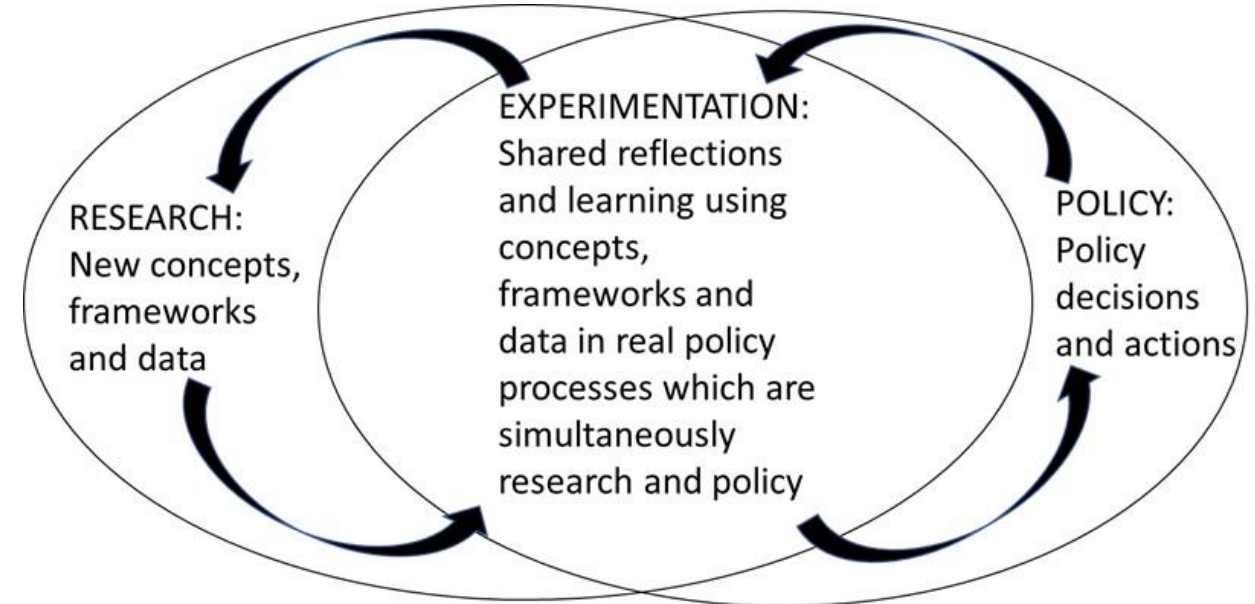 RESEARCH:
New concepts,
frameworks
and data
EXPERIMENTATION:
Shared reflections
and learning using
concepts,
frameworks and
data in real policy
processes which are
simultaneously
research and policy
POLICY:
Policy
decisions
and actions